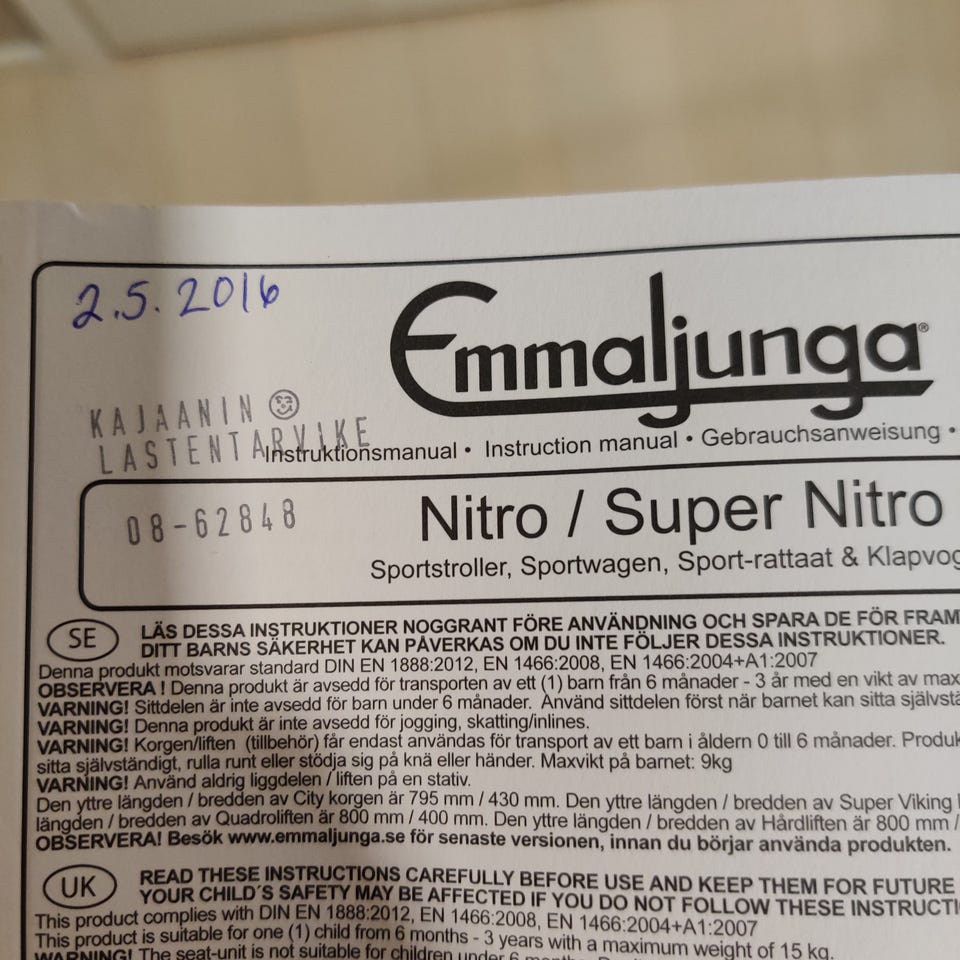 2.5.2016
Emmaljunga®
KAJAANIN
LASTENTARVIKE
Instruktionsmanual • Instruction manual • Gebrauchsanweisung •
08-62848
Nitro / Super Nitro
Sportstroller, Sportwagen, Sport-rattaat & Klapvog
SE
LÄS DESSA INSTRUKTIONER NOGGRANT FÖRE ANVÄNDNING OCH SPARA DE FÖR FRAM
DITT BARNS SÄKERHET KAN PÅVERKAS OM DU INTE FÖLJER DESSA INSTRUKTIONER.
Denna produkt motsvarar standard DIN EN 1888:2012, EN 1466:2008, EN 1466:2004+A1:2007
OBSERVERA ! Denna produkt är avsedd för transporten av ett (1) barn från 6 månader - 3 år med en vikt av max
VARNING! Sittdelen är inte avsedd för barn under 6 månader. Använd sittdelen först när barnet kan sitta självstä
VARNING! Denna produkt är inte avsedd för jogging, skatting/inlines.
VARNING! Korgen/liften (tillbehör) får endast användas för transport av ett barn i åldern 0 till 6 månader. Produk
sitta självständigt, rulla runt eller stödja sig på knä eller händer. Maxvikt på barnet: 9kg
VARNING! Använd aldrig liggdelen / liften på en stativ.
Den yttre längden / bredden av City korgen är 795 mm / 430 mm. Den yttre längden / bredden av Super Viking
längden / bredden av Quadroliften är 800 mm / 400 mm. Den yttre längden / bredden av Hårdliften är 800 mm /
OBSERVERA! Besök www.emmaljunga.se för senaste versionen, innan du börjar använda produkten.
UK
READ THESE INSTRUCTIONS CAREFULLY BEFORE USE AND KEEP THEM FOR FUTURE
YOUR CHILD´S SAFETY MAY BE AFFECTED IF YOU DO NOT FOLLOW THESE INSTRUCTI
This product complies with DIN EN 1888:2012, EN 1466:2008, EN 1466:2004+A1:2007
This product is suitable for one (1) child from 6 months - 3 years with a maximum weight of 15 kg.
WARNING! The seat-unit is not suitable for children under 6 months.